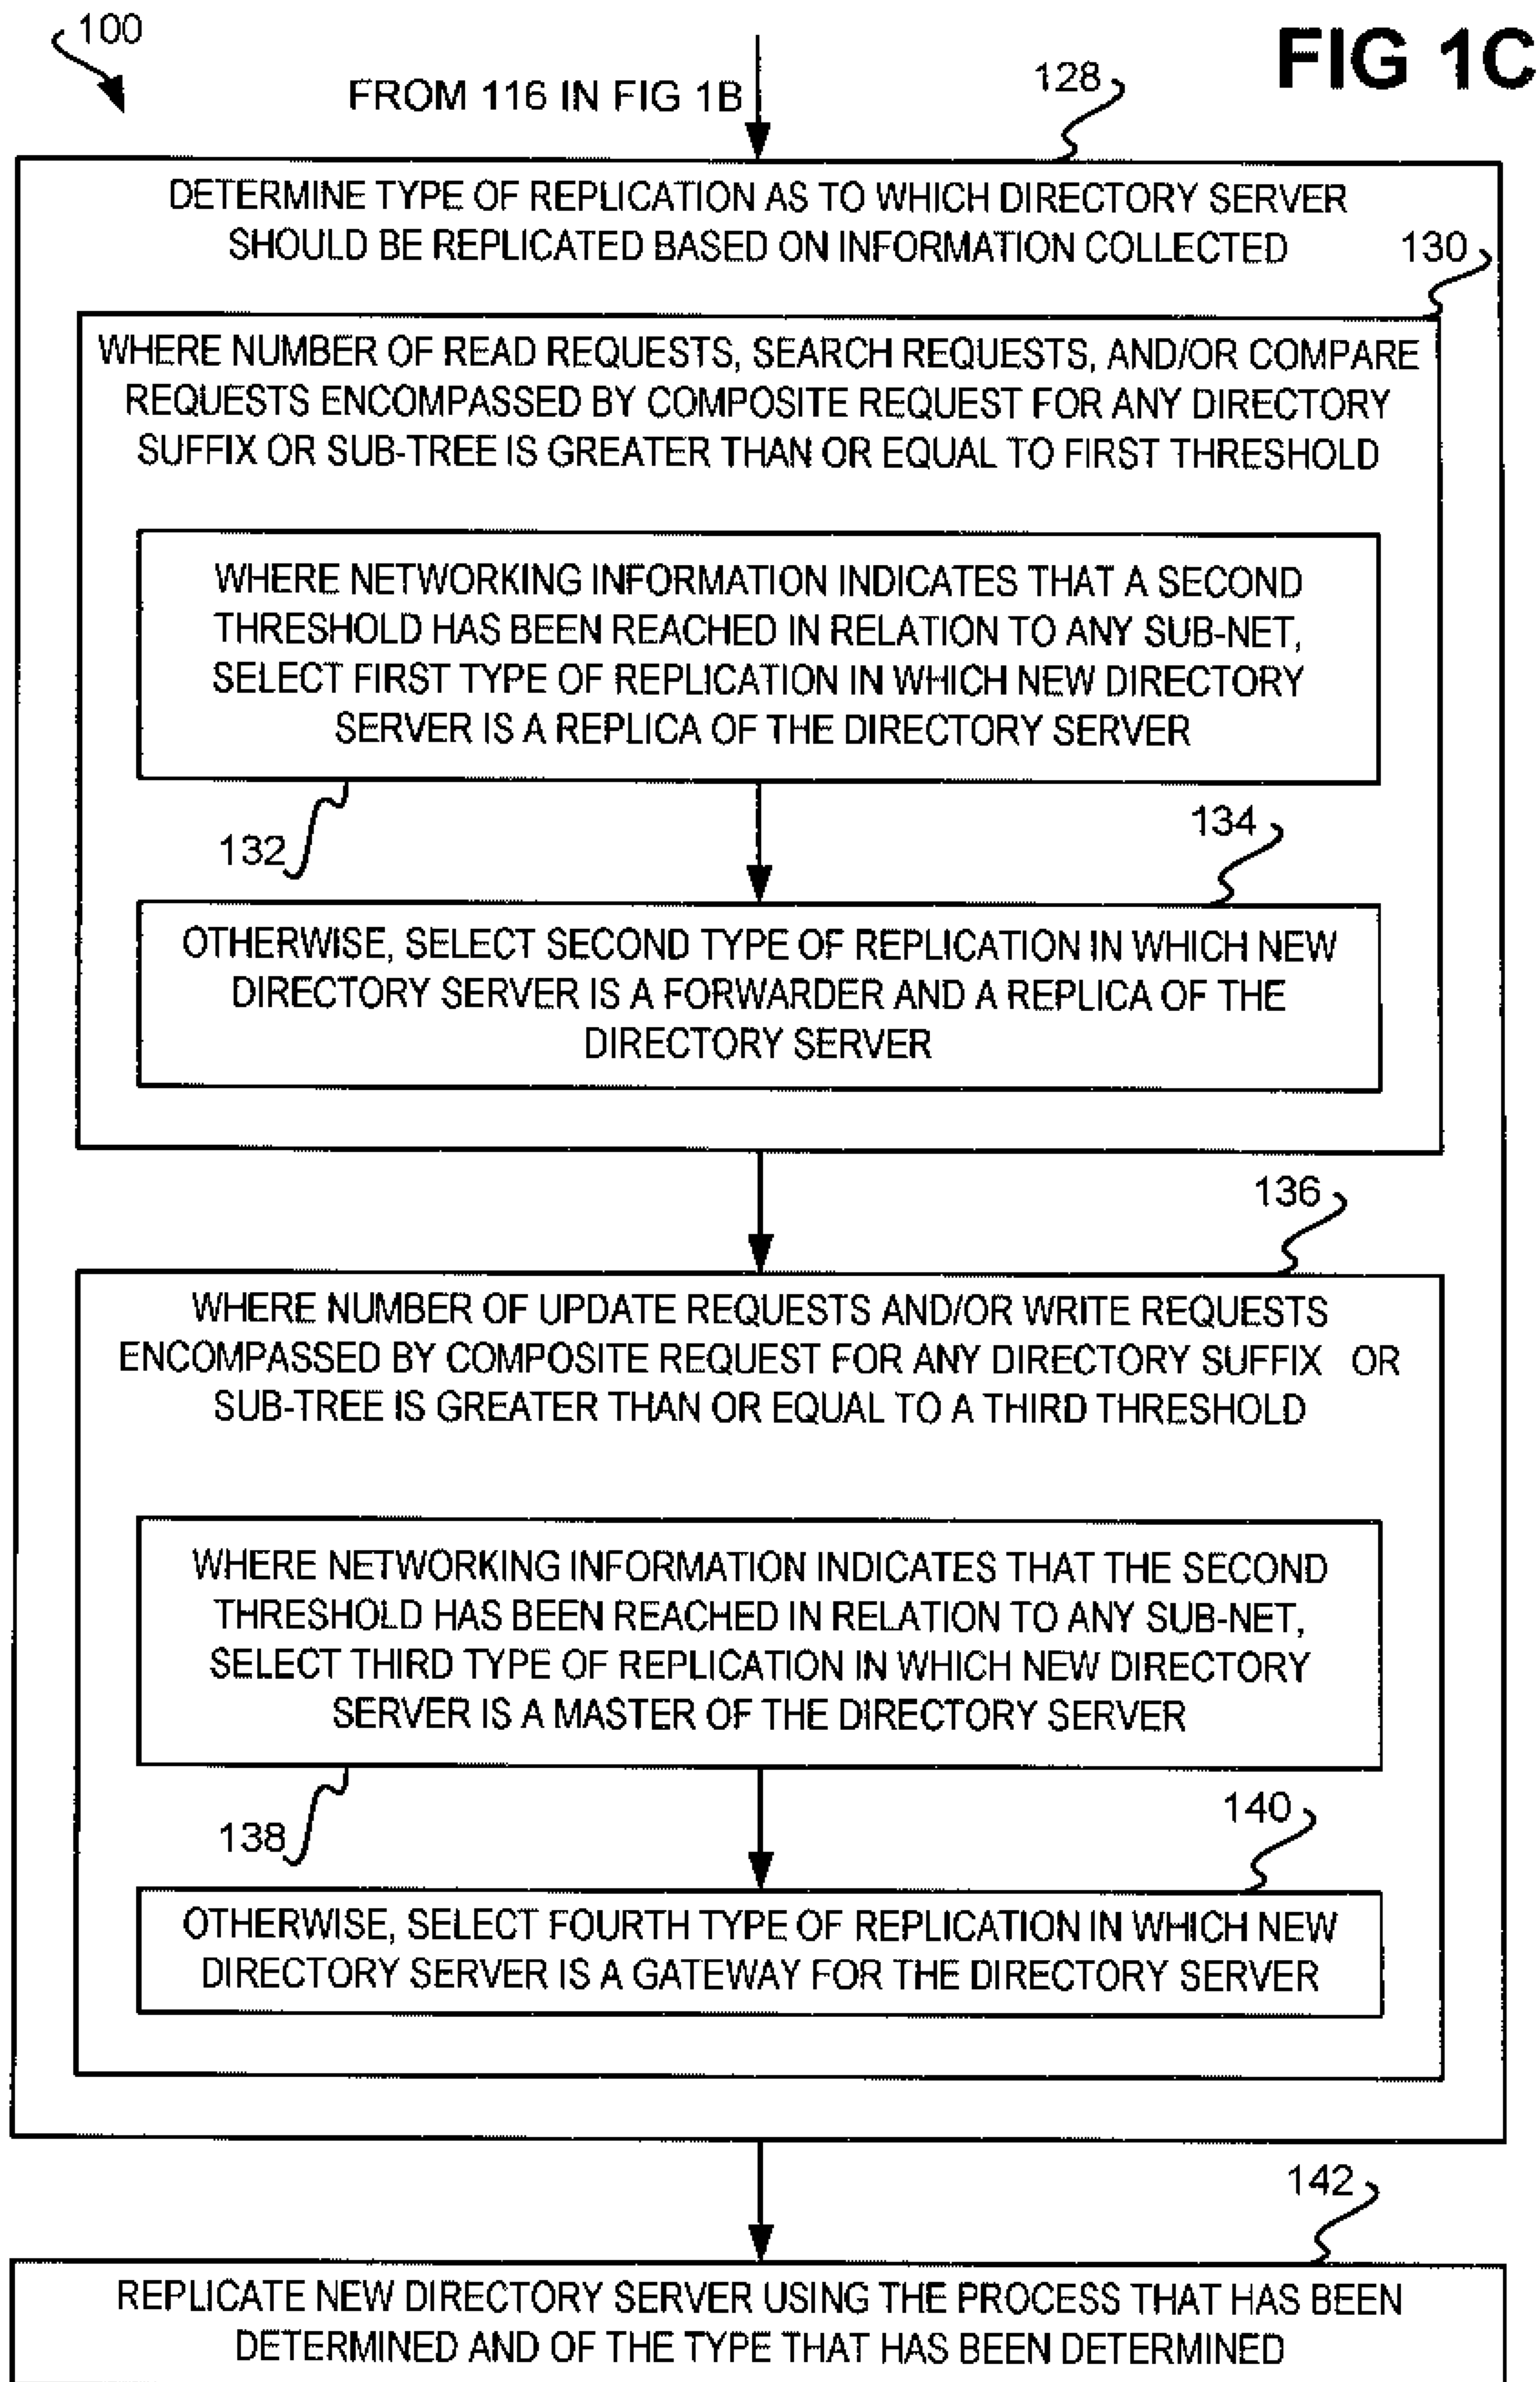 100
FIG 1C
FROM 116 IN FIG 1B
128
DETERMINE TYPE OF REPLICATION AS TO WHICH DIRECTORY SERVER
SHOULD BE REPLICATED BASED ON INFORMATION COLLECTED
130
WHERE NUMBER OF READ REQUESTS, SEARCH REQUESTS, AND/OR COMPARE
REQUESTS ENCOMPASSED BY COMPOSITE REQUEST FOR ANY DIRECTORY
SUFFIX OR SUB-TREE IS GREATER THAN OR EQUAL TO FIRST THRESHOLD
WHERE NETWORKING INFORMATION INDICATES THAT A SECOND
THRESHOLD HAS BEEN REACHED IN RELATION TO ANY SUB-NET,
SELECT FIRST TYPE OF REPLICATION IN WHICH NEW DIRECTORY
SERVER IS A REPLICA OF THE DIRECTORY SERVER
132
134
OTHERWISE, SELECT SECOND TYPE OF REPLICATION IN WHICH NEW
DIRECTORY SERVER IS A FORWARDER AND A REPLICA OF THE
DIRECTORY SERVER
136
WHERE NUMBER OF UPDATE REQUESTS AND/OR WRITE REQUESTS
ENCOMPASSED BY COMPOSITE REQUEST FOR ANY DIRECTORY SUFFIX OR
SUB-TREE IS GREATER THAN OR EQUAL TO A THIRD THRESHOLD
WHERE NETWORKING INFORMATION INDICATES THAT THE SECOND
THRESHOLD HAS BEEN REACHED IN RELATION TO ANY SUB-NET,
SELECT THIRD TYPE OF REPLICATION IN WHICH NEW DIRECTORY
SERVER IS A MASTER OF THE DIRECTORY SERVER
138
140
OTHERWISE, SELECT FOURTH TYPE OF REPLICATION IN WHICH NEW
DIRECTORY SERVER IS A GATEWAY FOR THE DIRECTORY SERVER
142
REPLICATE NEW DIRECTORY SERVER USING THE PROCESS THAT HAS BEEN
DETERMINED AND OF THE TYPE THAT HAS BEEN DETERMINED